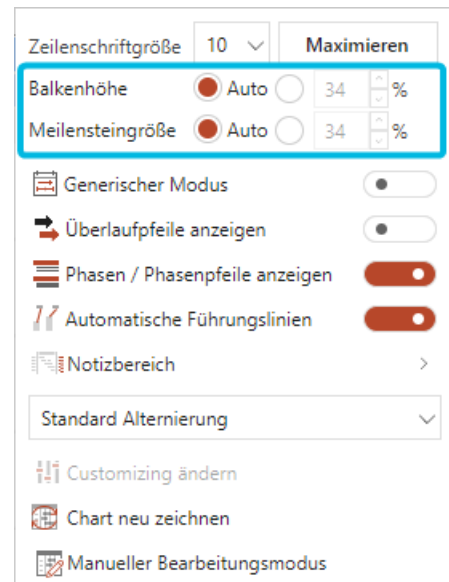 Zeilenschriftgröße 10 Maximieren
Balkenhöhe Auto 34 %
Meilensteingröße Auto 34 %
Generischer Modus
Überlaufpfeile anzeigen
Phasen / Phasenpfeile anzeigen
Automatische Führungslinien
Notizbereich
Standard Alternierung
Customizing ändern
Chart neu zeichnen
Manueller Bearbeitungsmodus